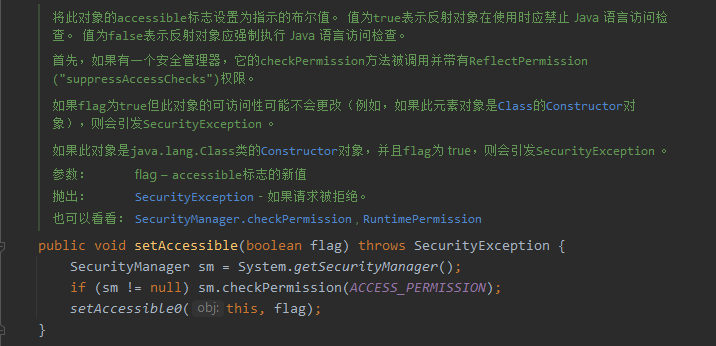 将此对象的accessible标志设置为指示的布尔值。 值为true表示反射对象在使用时应禁止 Java 语言访问检
查。 值为false表示反射对象应强制执行 Java 语言访问检查。
首先，如果有一个安全管理器，它的checkPermission方法被调用并带有ReflectPermission
("suppressAccessChecks")权限。
如果flag为true但此对象的可访问性可能不会更改（例如，如果此元素对象是Class的Constructor对
象），则会引发SecurityException 。
如果此对象是java.lang.Class类的Constructor对象，并且flag为 true，则会引发SecurityException 。
参数: flag – accessible标志的新值
抛出: SecurityException - 如果请求被拒绝。
也可以看看: SecurityManager.checkPermission , RuntimePermission
public void setAccessible(boolean flag) throws SecurityException {
SecurityManager sm = System.getSecurityManager();
if (sm != null) sm.checkPermission(ACCESS_PERMISSION);
setAccessible0( obj: this, flag);
}